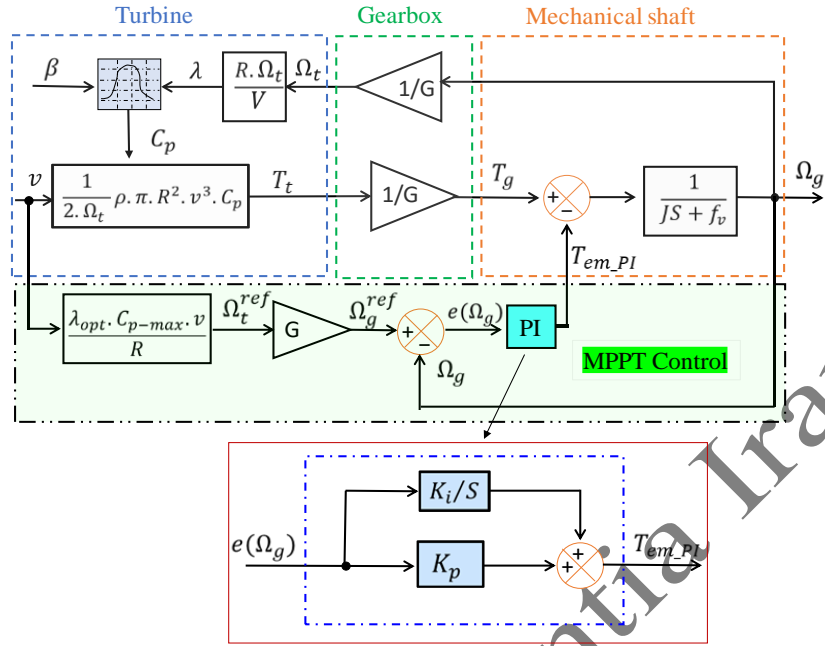 Turbine
Gearbox
Mechanical shaft
β
λ
R.Ω_t / V
Ω_t
1/G
C_p
v
1 / 2.Ω_t ρ.π.R².v³.C_p
T_t
1/G
T_g
+
−
1 / JS + f_v
Ω_g
T_em_PI
λ_opt.C_p−max.v / R
Ω_t^ref
G
Ω_g^ref
+
−
e(Ω_g)
PI
Ω_g
MPPT Control
K_i/S
e(Ω_g)
K_p
+
+
T_em_PI